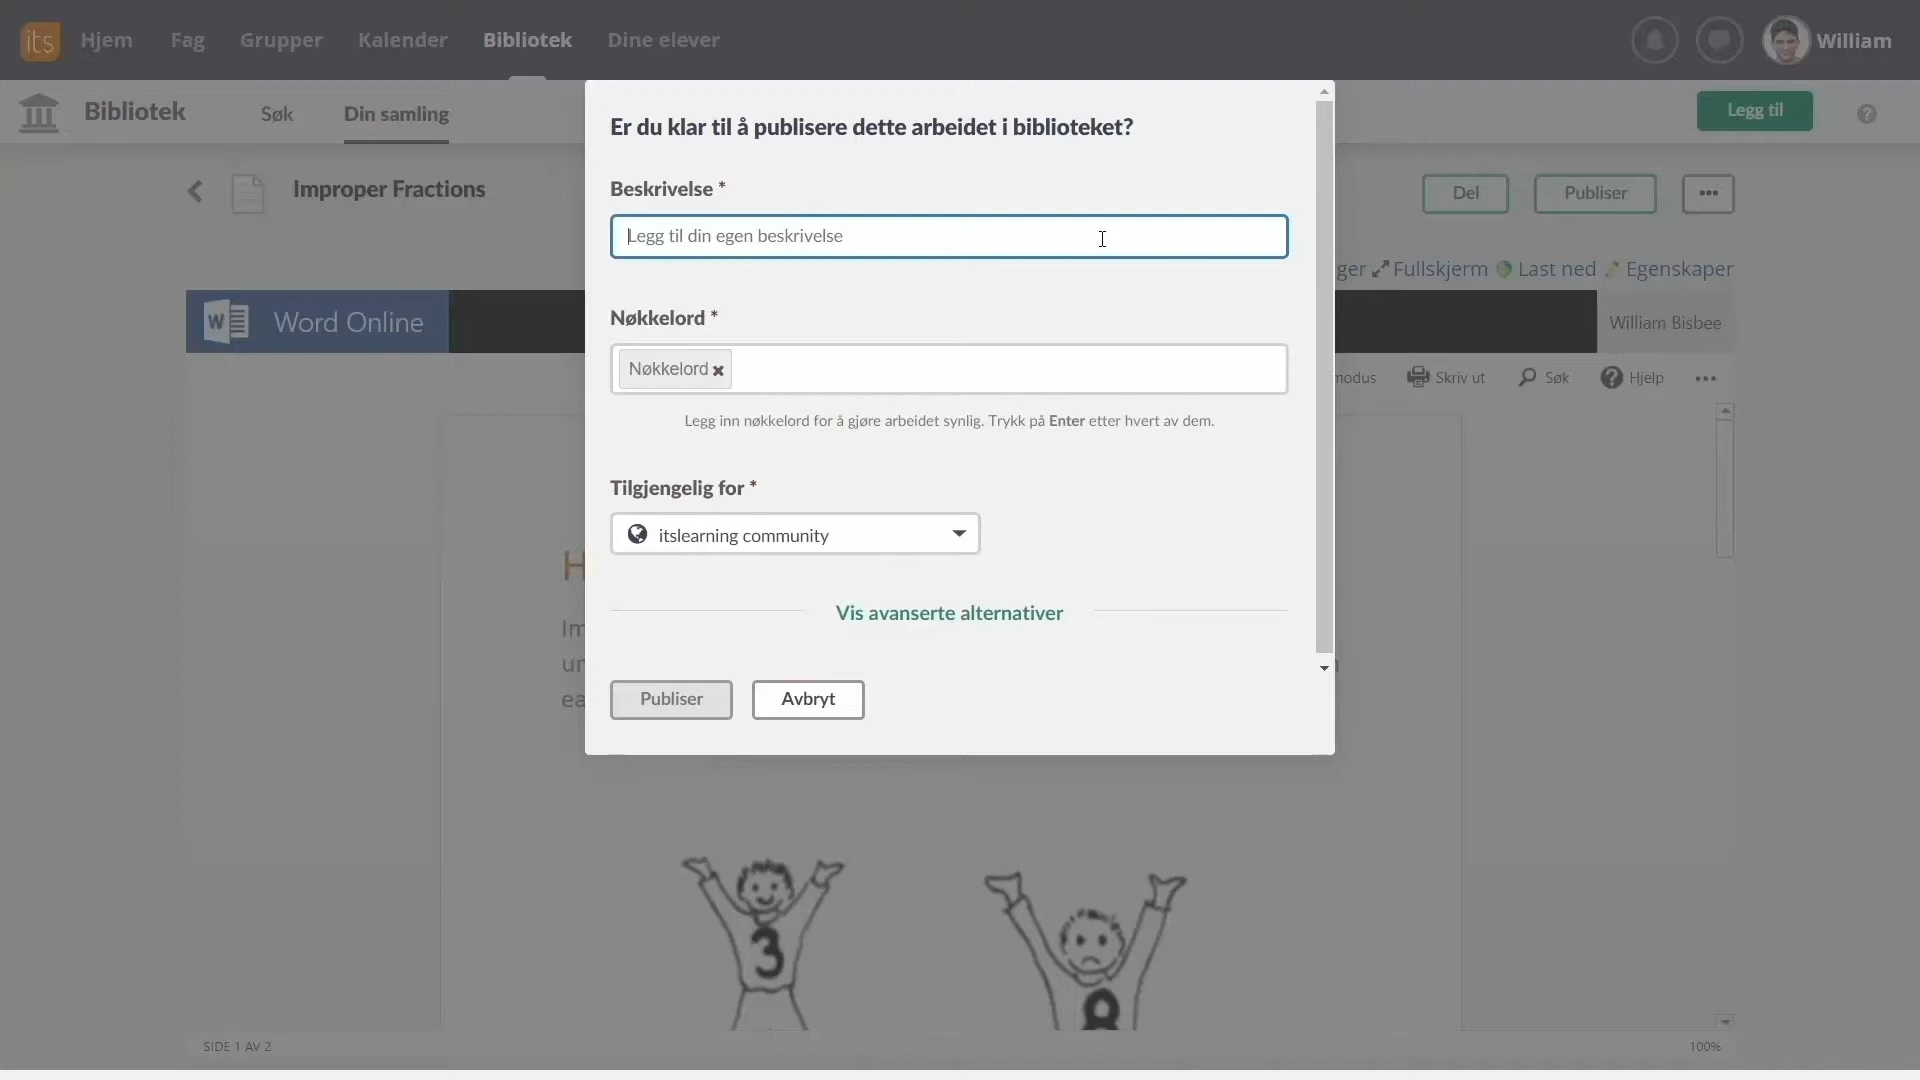 its Hjem Fag Grupper Kalender Bibliotek Dine elever William
Bibliotek Søk Din samling Legg til ?
Improper Fractions Del Publiser •••
Er du klar til å publisere dette arbeidet i biblioteket?
Beskrivelse *
Legg til din egen beskrivelse
ger Fullskjerm Last ned Egenskaper
Word Online William Bisbee
Nøkkelord *
Nøkkelord ×
modus Skriv ut Søk ? Hjelp •••
Legg inn nøkkelord for å gjøre arbeidet synlig. Trykk på Enter etter hvert av dem.
Tilgjengelig for *
itslearning community
H
Vis avanserte alternativer
Im
un
ea
Publiser Avbryt
3
8
SIDE 1 AV 2 100%